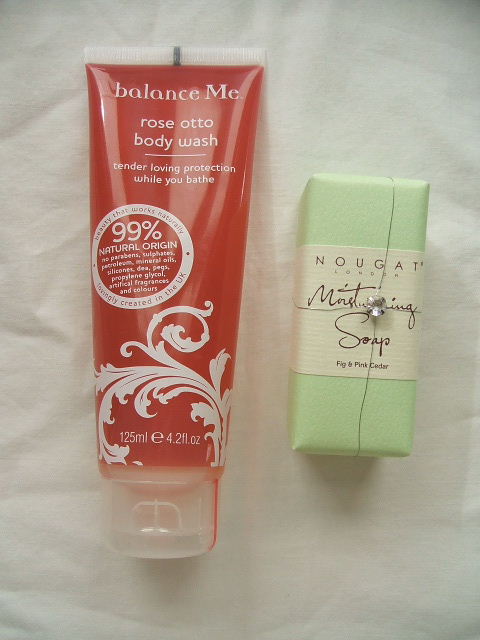 balance Me
rose otto
body wash
tender loving protection
while you bathe
beauty that works naturally
99%
NATURAL ORIGIN
no parabens, sulphates,
petroleum, mineral oils,
silicones, dea, pegs,
propylene glycol,
artifical fragrances
and colours
lovingly created in the UK
125ml e 4.2fl.oz
NOUGAT
LONDON
Moisturising
Soap
Fig & Pink Cedar